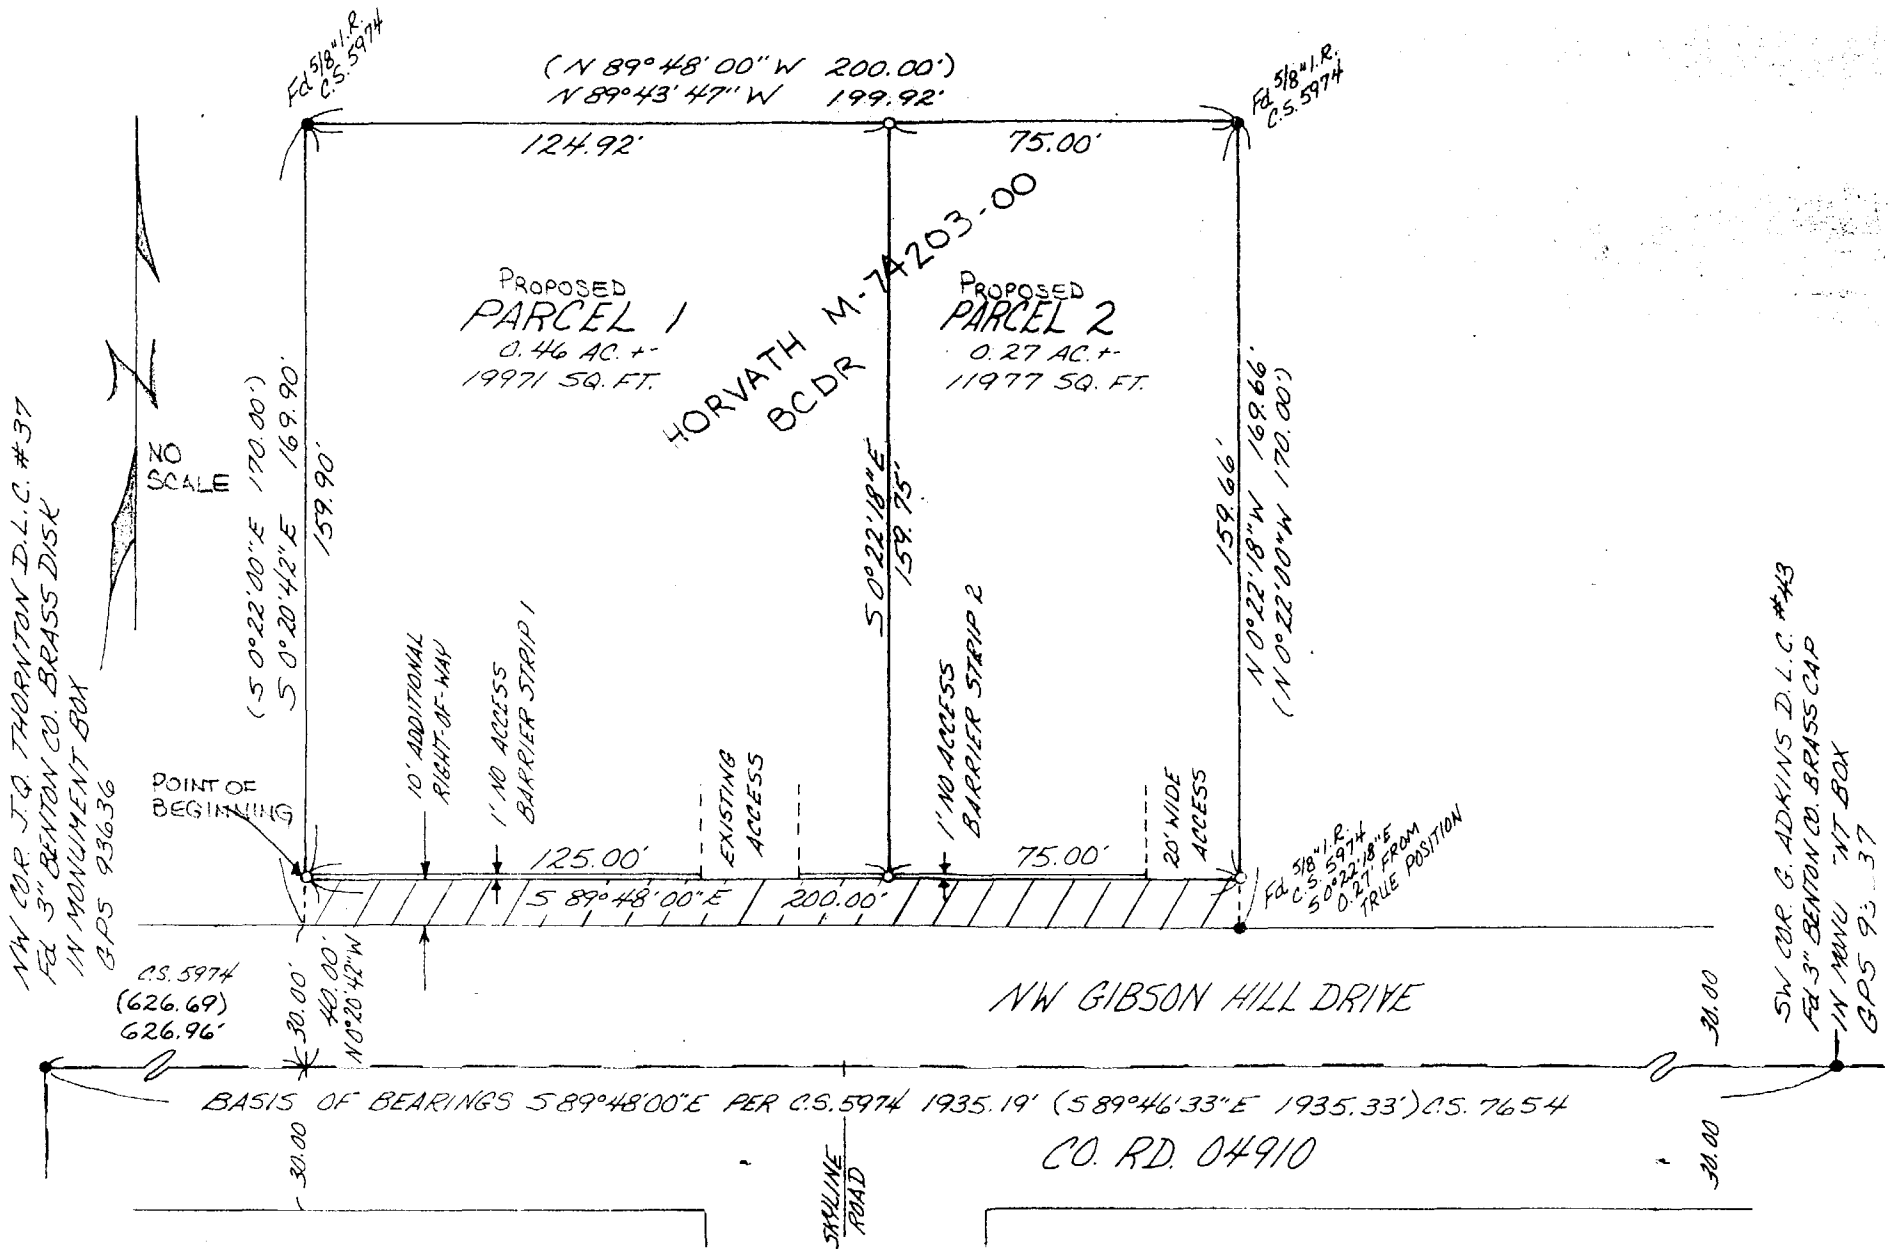 Fd 5/8" I.R.
C.S. 5974
(N 89°48'00" W 200.00')
N 89°43'47" W 199.92'
Fd 5/8" I.R.
C.S. 5974
124.92'
75.00'
PROPOSED
PARCEL 1
0.46 AC. +-
19971 SQ. FT.
HORVATH M-74203-00
BCDR
PROPOSED
PARCEL 2
0.27 AC. +-
11977 SQ. FT.
NO
SCALE
(S 0°22'00" E 170.00')
S 0°20'42" E 169.90'
159.90'
S 0°22'18" E
159.75'
159.66'
N 0°22'18" W 169.66'
(N 0°22'00" W 170.00')
NW COR. J.Q. THORNTON D.L.C. #37
Fd. 3" BENTON CO. BRASS DISK
IN MONUMENT BOX
GPS 93636
POINT OF
BEGINNING
10' ADDITIONAL
RIGHT-OF-WAY
1' NO ACCESS
BARRIER STRIP 1
EXISTING
ACCESS
1' NO ACCESS
BARRIER STRIP 2
20' WIDE
ACCESS
125.00'
75.00'
S 89°48'00" E 200.00'
Fd. 5/8" I.R.
C.S. 5974
S 0°22'18" E
0.27' FROM
TRUE POSITION
SW COR. G. ADKINS D.L.C. #43
Fd 3" BENTON CO. BRASS CAP
IN MONU NT BOX
GPS 93 37
C.S. 5974
(626.69)
626.96'
30.00'
40.00'
N 0°20'42" W
NW GIBSON HILL DRIVE
30.00
BASIS OF BEARINGS S 89°48'00" E PER C.S. 5974 1935.19' (S 89°46'33" E 1935.33') C.S. 7654
30.00
SKYLINE
ROAD
CO. RD. 04910
30.00